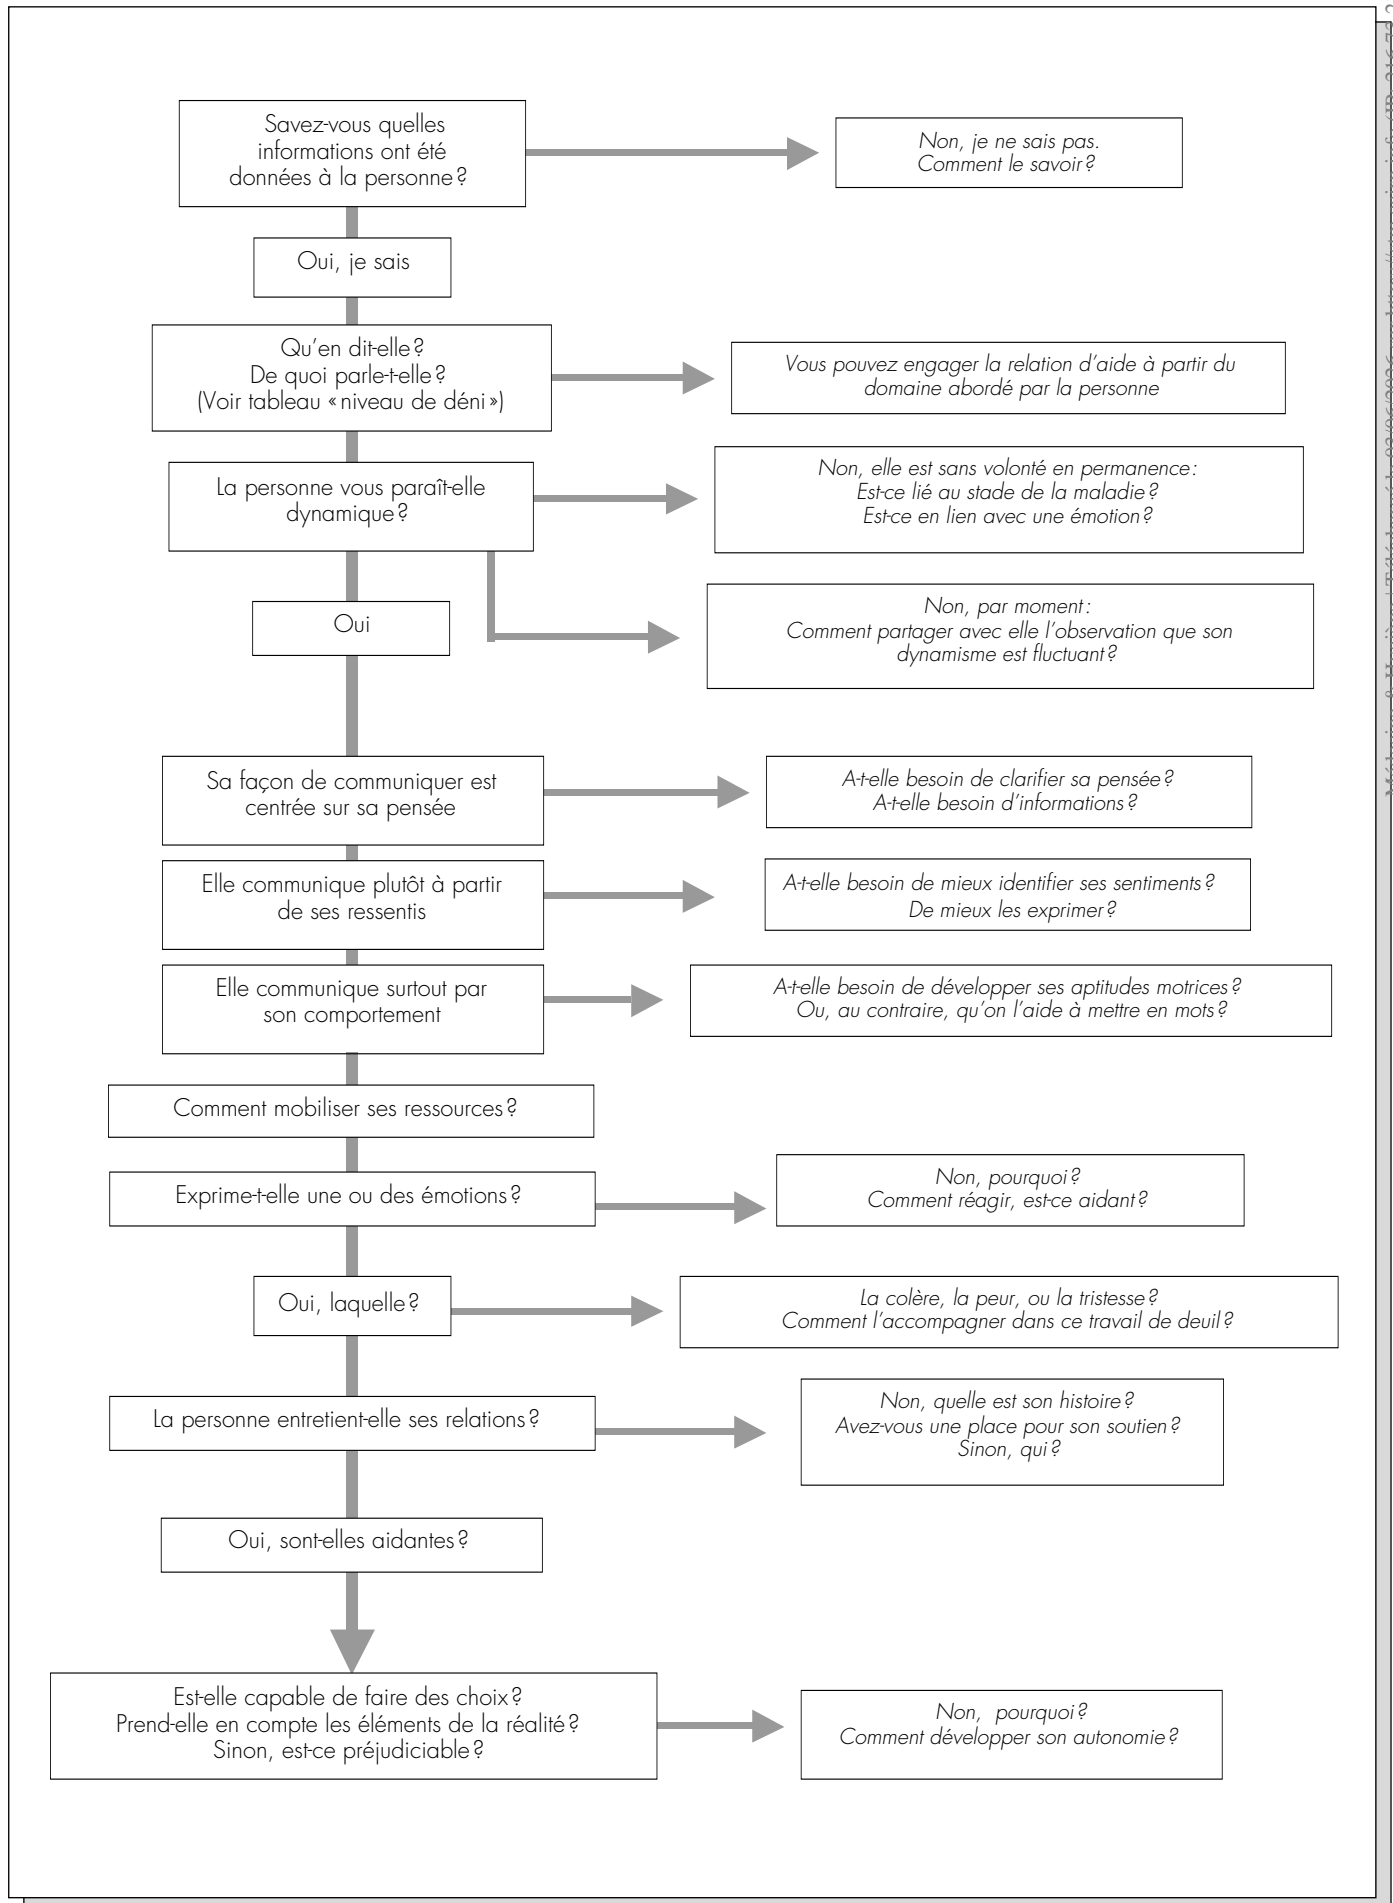 Savez-vous quelles
informations ont été
données à la personne ?
Non, je ne sais pas.
Comment le savoir ?
Oui, je sais
Qu'en dit-elle ?
De quoi parle-t-elle ?
(Voir tableau « niveau de déni »)
Vous pouvez engager la relation d'aide à partir du
domaine abordé par la personne
La personne vous paraît-elle
dynamique ?
Non, elle est sans volonté en permanence :
Est-ce lié au stade de la maladie ?
Est-ce en lien avec une émotion ?
Oui
Non, par moment :
Comment partager avec elle l'observation que son
dynamisme est fluctuant ?
Sa façon de communiquer est
centrée sur sa pensée
A-t-elle besoin de clarifier sa pensée ?
A-t-elle besoin d'informations ?
Elle communique plutôt à partir
de ses ressentis
A-t-elle besoin de mieux identifier ses sentiments ?
De mieux les exprimer ?
Elle communique surtout par
son comportement
A-t-elle besoin de développer ses aptitudes motrices ?
Ou, au contraire, qu'on l'aide à mettre en mots ?
Comment mobiliser ses ressources ?
Exprime-t-elle une ou des émotions ?
Non, pourquoi ?
Comment réagir, est-ce aidant ?
Oui, laquelle ?
La colère, la peur, ou la tristesse ?
Comment l'accompagner dans ce travail de deuil ?
La personne entretient-elle ses relations ?
Non, quelle est son histoire ?
Avez-vous une place pour son soutien ?
Sinon, qui ?
Oui, sont-elles aidantes ?
Est-elle capable de faire des choix ?
Prend-elle en compte les éléments de la réalité ?
Sinon, est-ce préjudiciable ?
Non, pourquoi ?
Comment développer son autonomie ?